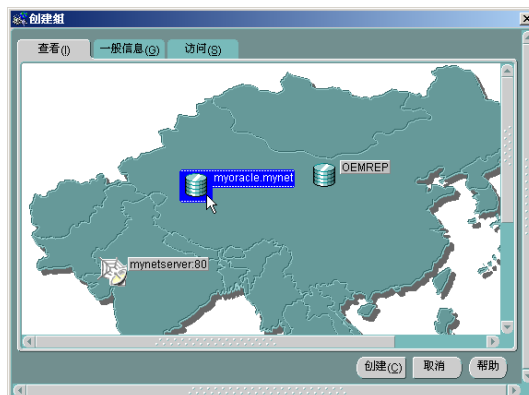 创建组
查看(I) 一般信息(G) 访问(S)
myoracle.mynet
OEMREP
mynetserver:80
创建(C) 取消 帮助